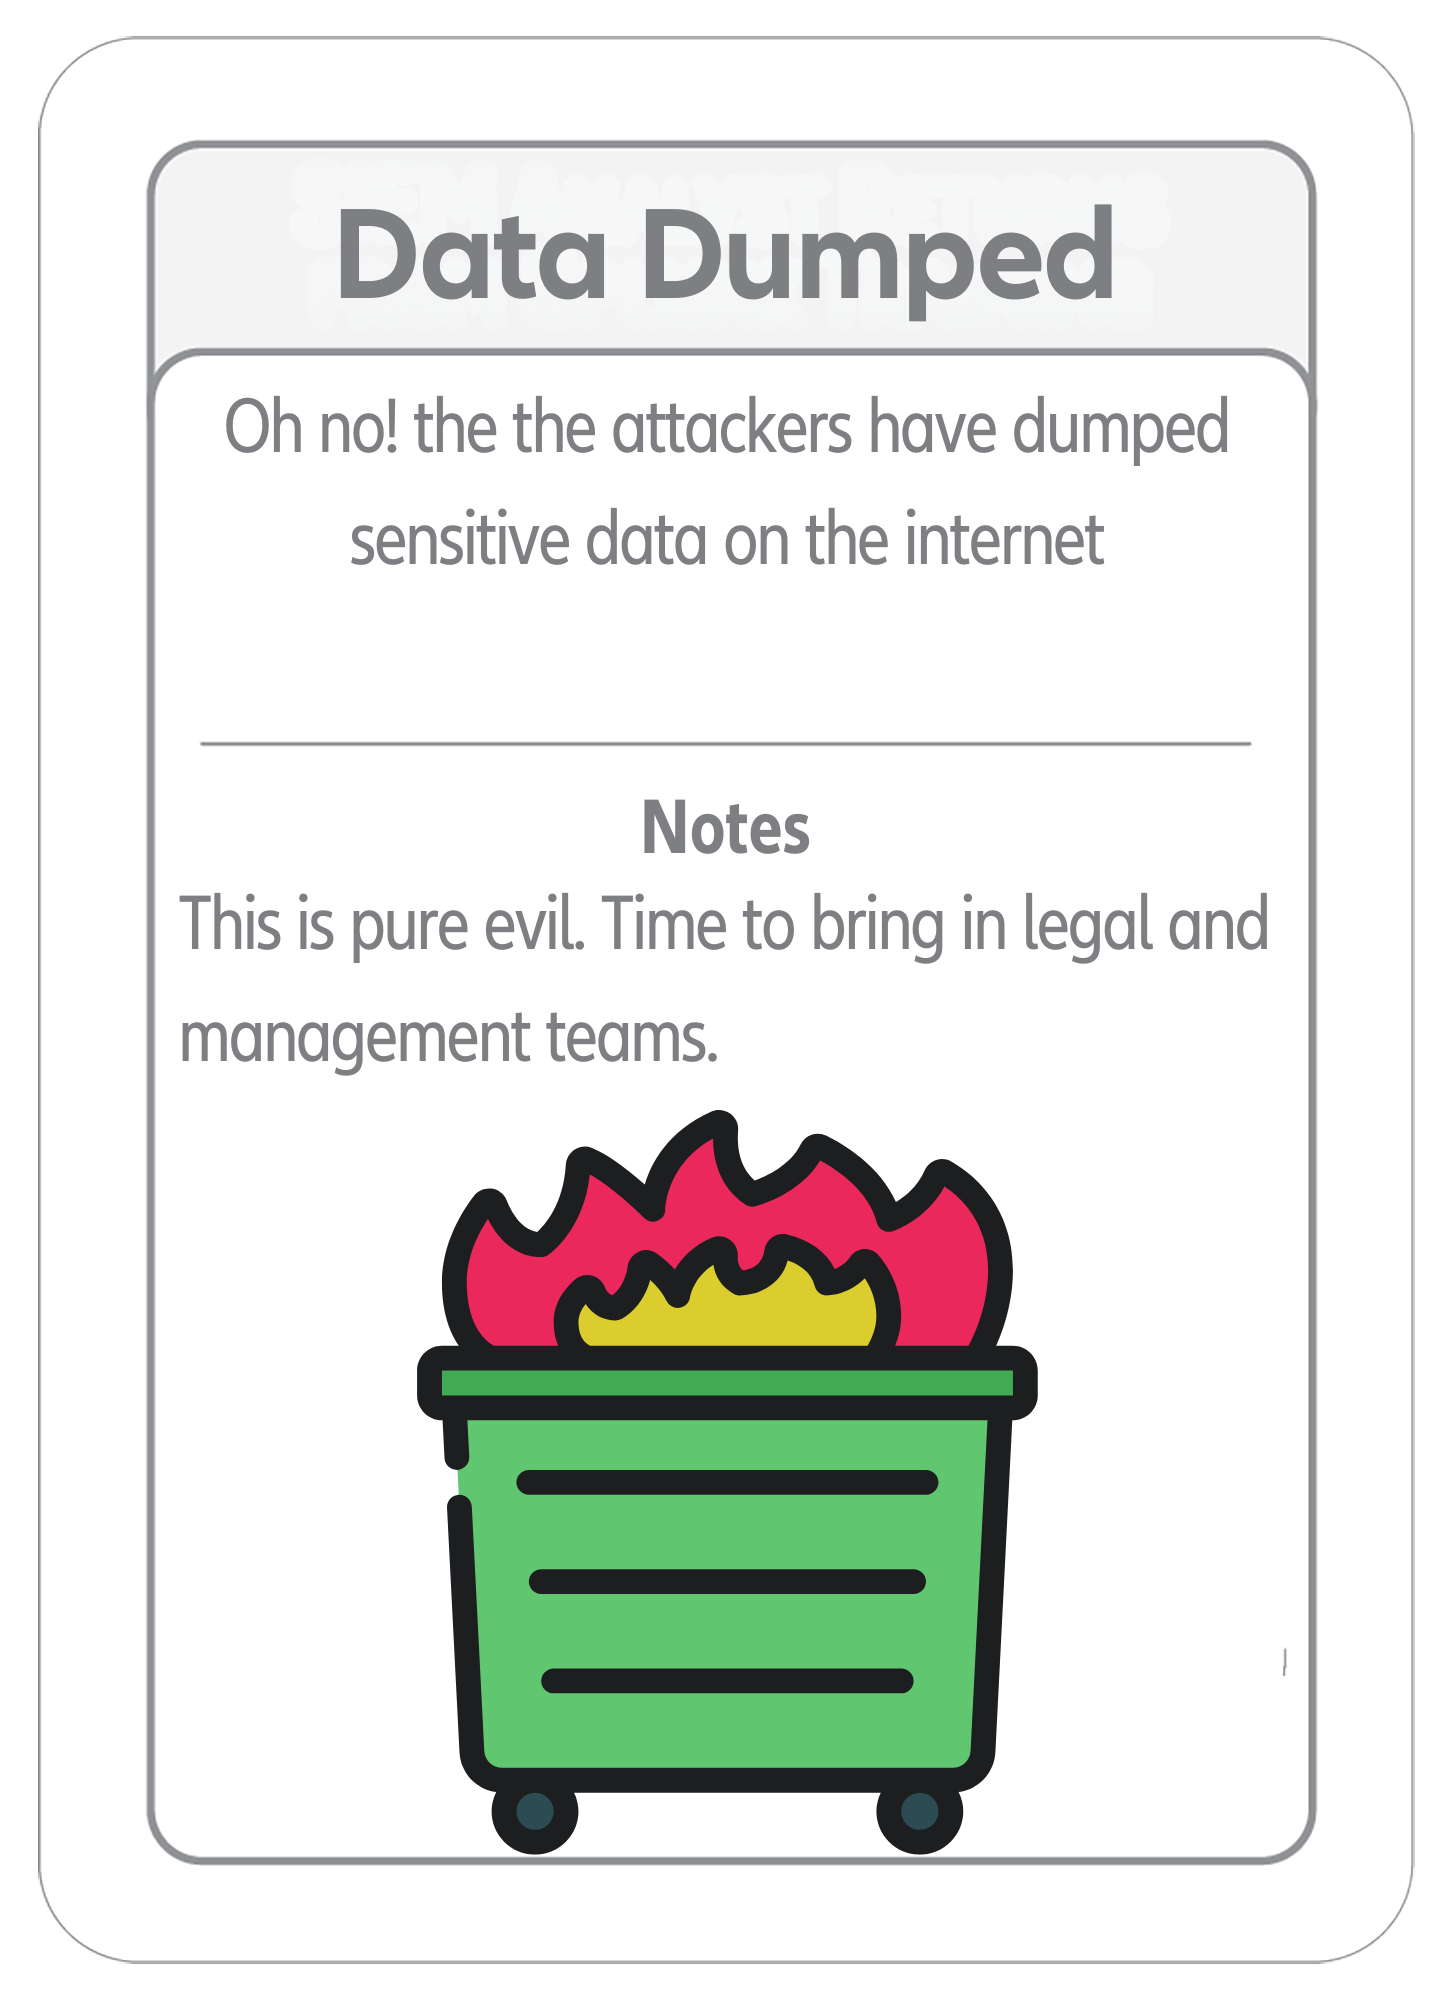 Data Dumped
Oh no! the the attackers have dumped
sensitive data on the internet
Notes
This is pure evil. Time to bring in legal and
management teams.